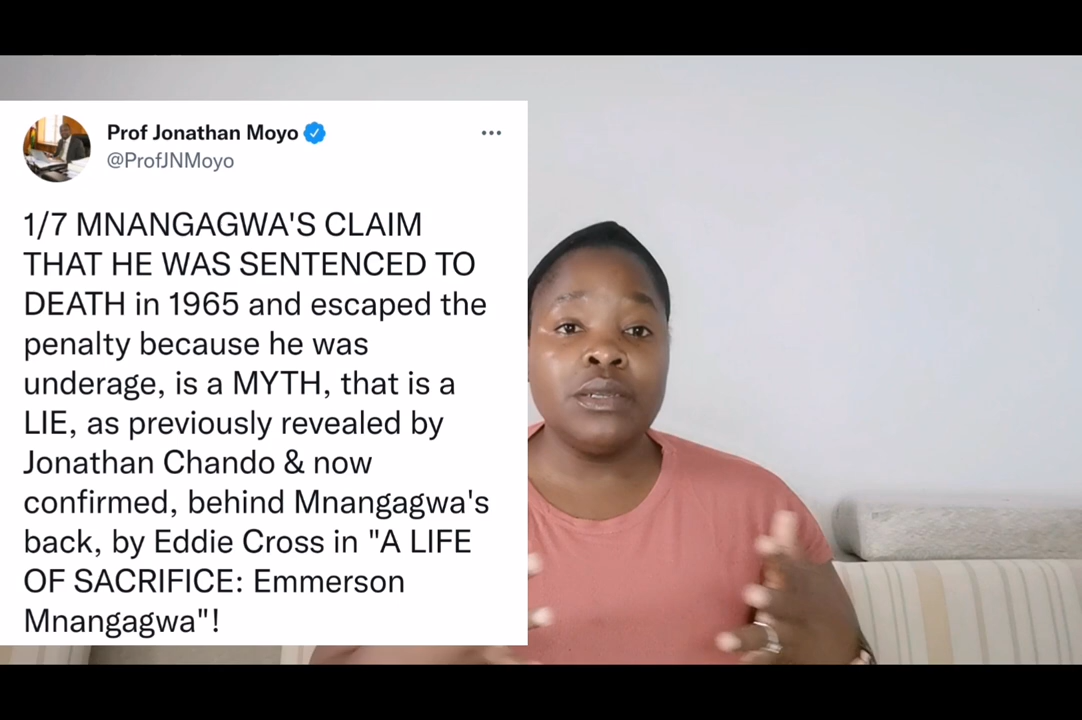 Prof Jonathan Moyo
@ProfJNMoyo
1/7 MNANGAGWA'S CLAIM
THAT HE WAS SENTENCED TO
DEATH in 1965 and escaped the
penalty because he was
underage, is a MYTH, that is a
LIE, as previously revealed by
Jonathan Chando & now
confirmed, behind Mnangagwa's
back, by Eddie Cross in "A LIFE
OF SACRIFICE: Emmerson
Mnangagwa"!